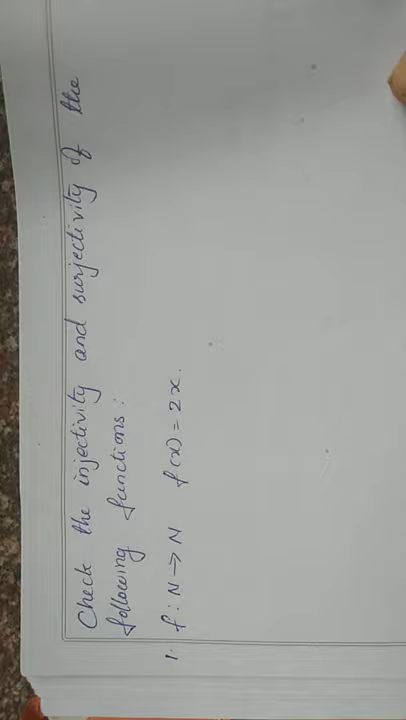 Check the injectivity and surjectivity of the
following functions:
1. f: N → N f(x) = 2x.